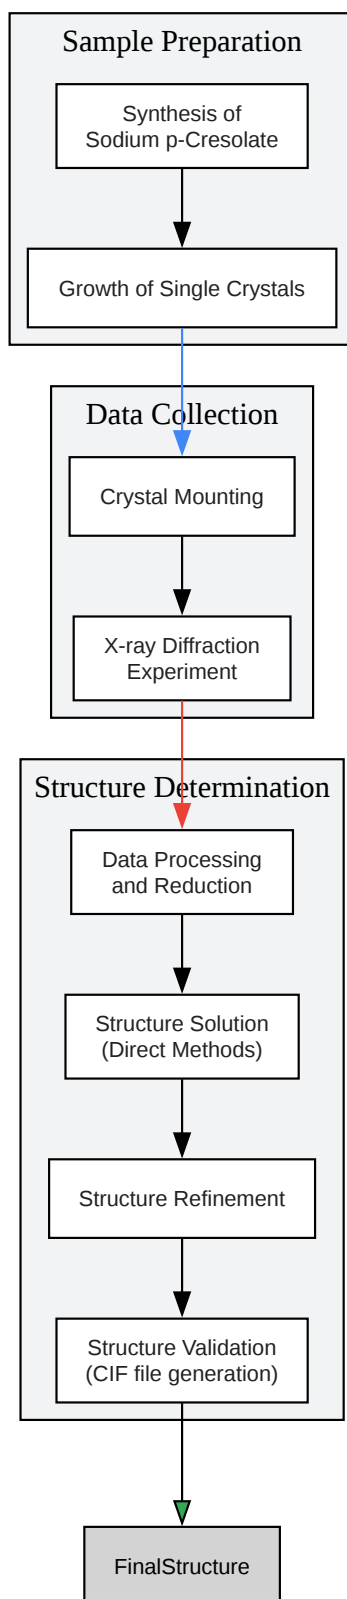 Sample Preparation
Synthesis of
Sodium p-Cresolate
Growth of Single Crystals
Data Collection
Crystal Mounting
X-ray Diffraction
Experiment
Structure Determination
Data Processing
and Reduction
Structure Solution
(Direct Methods)
Structure Refinement
Structure Validation
(CIF file generation)
FinalStructure